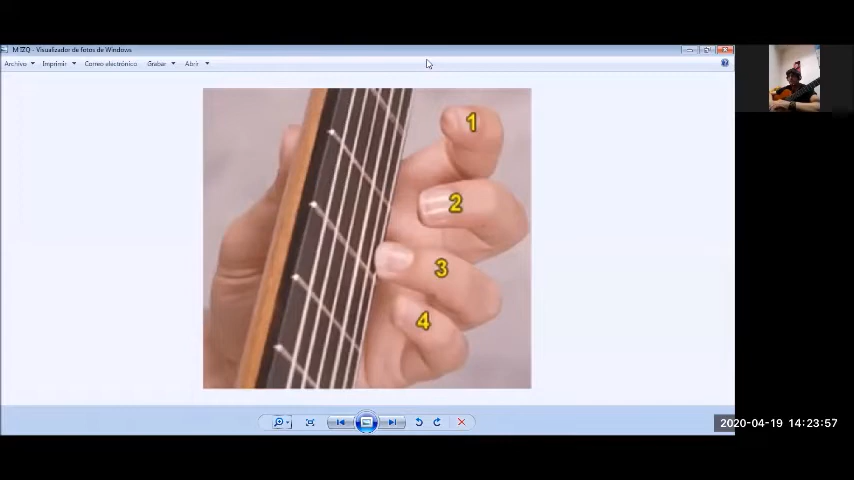 M IZQ - Visualizador de fotos de Windows
Archivo Imprimir Correo electrónico Grabar Abrir
1
2
3
4
2020-04-19 14:23:57